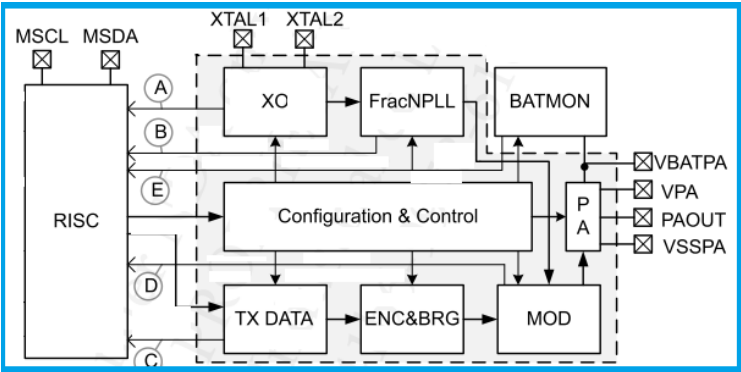 XTAL1 XTAL2
MSCL MSDA
A
XO
FracNPLL
BATMON
B
E
VBATPA
VPA
PAOUT
VSSPA
RISC
Configuration & Control
P
A
D
TX DATA
ENC&BRG
MOD
C